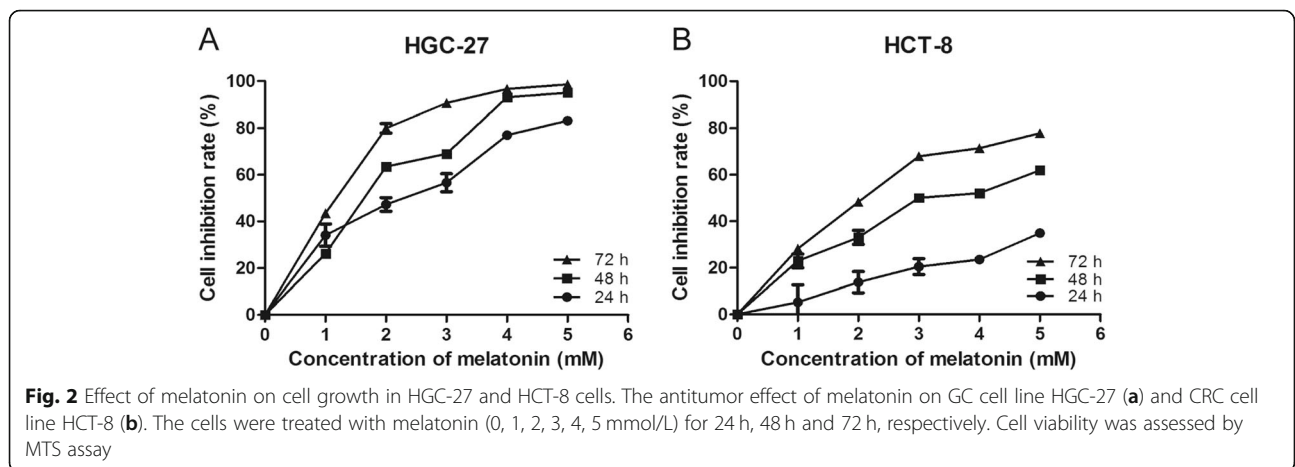 A
HGC-27
Cell inhibition rate (%)
100
80
60
40
20
0
72 h
48 h
24 h
0 1 2 3 4 5 6
Concentration of melatonin (mM)
B
HCT-8
Cell inhibition rate (%)
100
80
60
40
20
0
72 h
48 h
24 h
0 1 2 3 4 5 6
Concentration of melatonin (mM)
Fig. 2 Effect of melatonin on cell growth in HGC-27 and HCT-8 cells. The antitumor effect of melatonin on GC cell line HGC-27 (a) and CRC cell
line HCT-8 (b). The cells were treated with melatonin (0, 1, 2, 3, 4, 5 mmol/L) for 24 h, 48 h and 72 h, respectively. Cell viability was assessed by
MTS assay